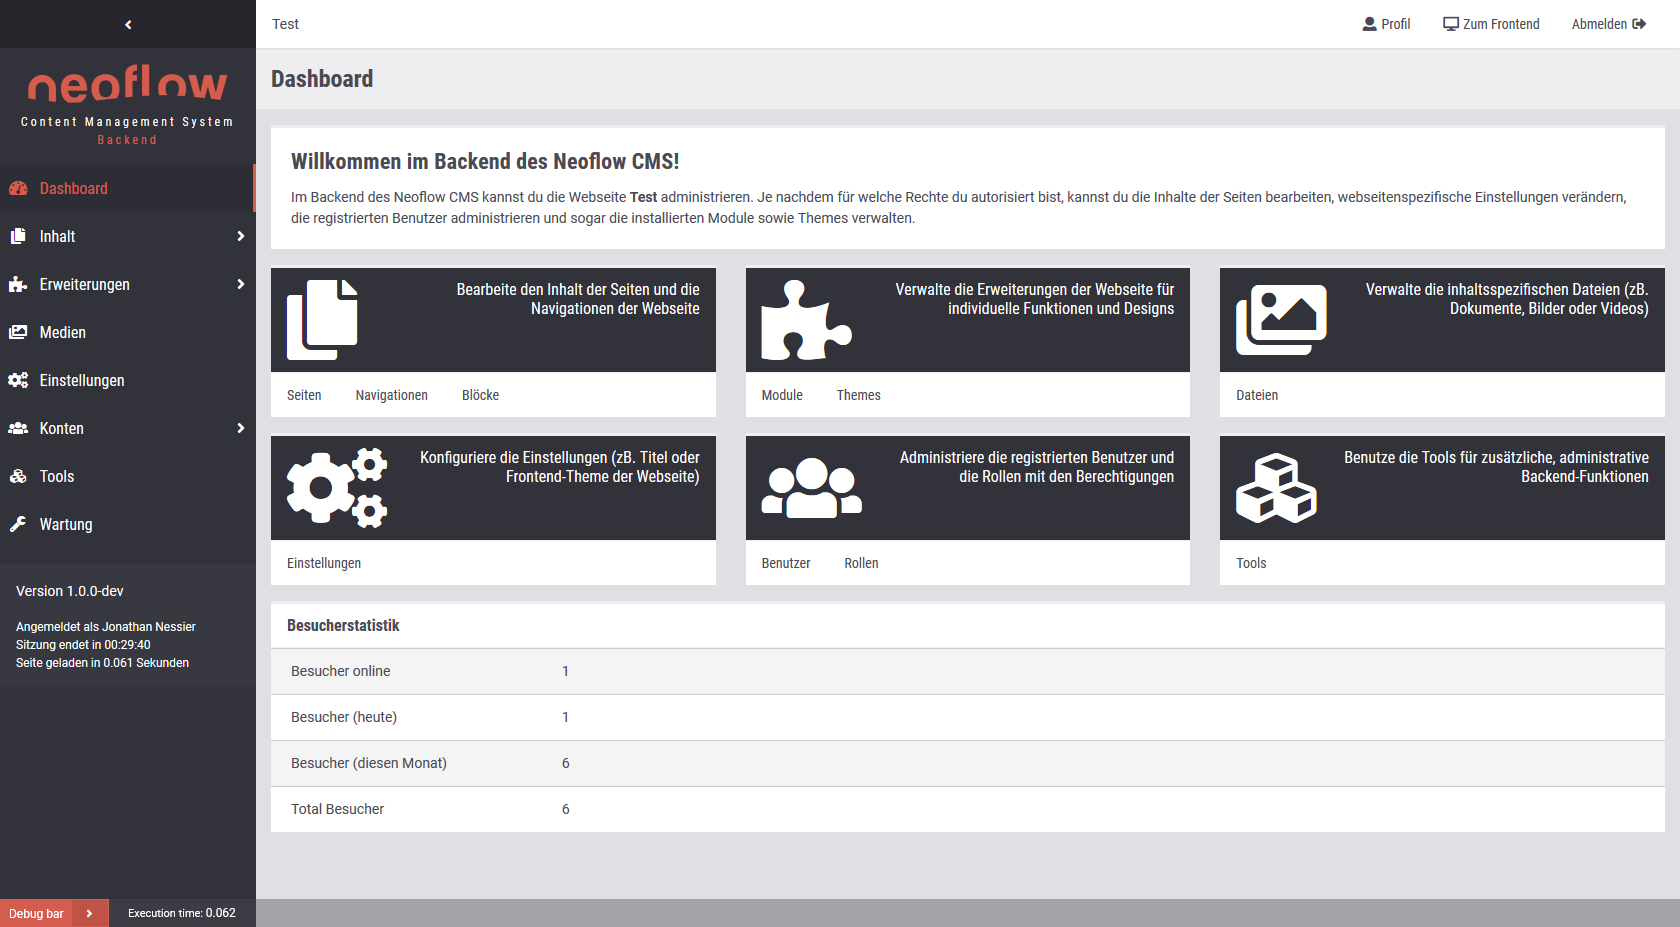 Test
Profil
Zum Frontend
Abmelden
neoflow
Content Management System
Backend
Dashboard
Inhalt
Erweiterungen
Medien
Einstellungen
Konten
Tools
Wartung
Version 1.0.0-dev
Angemeldet als Jonathan Nessier
Sitzung endet in 00:29:40
Seite geladen in 0.061 Sekunden
Debug bar
Execution time: 0.062
Dashboard
Willkommen im Backend des Neoflow CMS!
Im Backend des Neoflow CMS kannst du die Webseite Test administrieren. Je nachdem für welche Rechte du autorisiert bist, kannst du die Inhalte der Seiten bearbeiten, webseitenspezifische Einstellungen verändern,
die registrierten Benutzer administrieren und sogar die installierten Module sowie Themes verwalten.
Bearbeite den Inhalt der Seiten und die
Navigationen der Webseite
Seiten Navigationen Blöcke
Verwalte die Erweiterungen der Webseite für
individuelle Funktionen und Designs
Module Themes
Verwalte die inhaltsspezifischen Dateien (zB.
Dokumente, Bilder oder Videos)
Dateien
Konfiguriere die Einstellungen (zB. Titel oder
Frontend-Theme der Webseite)
Einstellungen
Administriere die registrierten Benutzer und
die Rollen mit den Berechtigungen
Benutzer Rollen
Benutze die Tools für zusätzliche, administrative
Backend-Funktionen
Tools
Besucherstatistik
Besucher online 1
Besucher (heute) 1
Besucher (diesen Monat) 6
Total Besucher 6